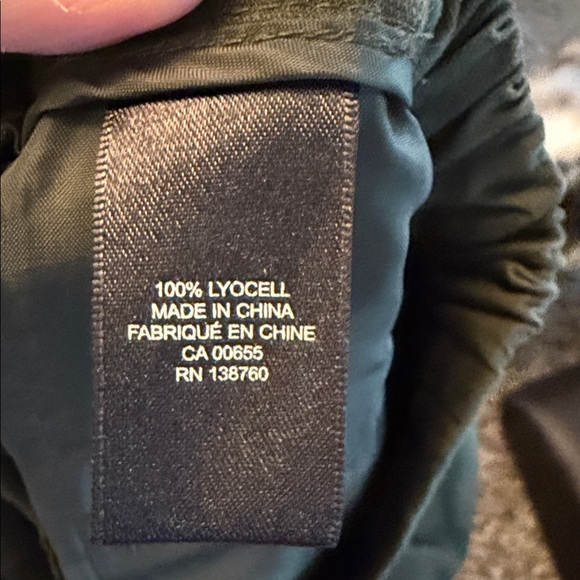 100% LYOCELL
MADE IN CHINA
FABRIQUÉ EN CHINE
CA 00655
RN 138760